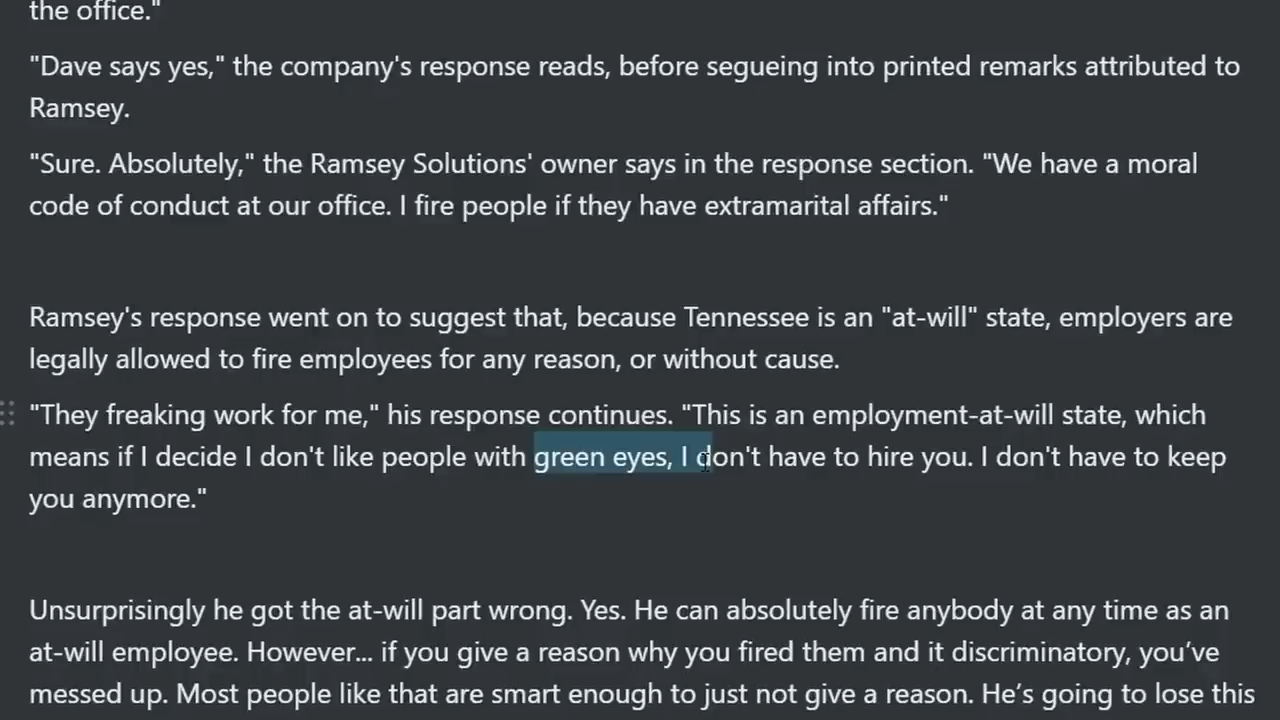 the office."
"Dave says yes," the company's response reads, before segueing into printed remarks attributed to
Ramsey.
"Sure. Absolutely," the Ramsey Solutions' owner says in the response section. "We have a moral
code of conduct at our office. I fire people if they have extramarital affairs."
Ramsey's response went on to suggest that, because Tennessee is an "at-will" state, employers are
legally allowed to fire employees for any reason, or without cause.
"They freaking work for me," his response continues. "This is an employment-at-will state, which
means if I decide I don't like people with green eyes, I don't have to hire you. I don't have to keep
you anymore."
Unsurprisingly he got the at-will part wrong. Yes. He can absolutely fire anybody at any time as an
at-will employee. However... if you give a reason why you fired them and it discriminatory, you’ve
messed up. Most people like that are smart enough to just not give a reason. He’s going to lose this